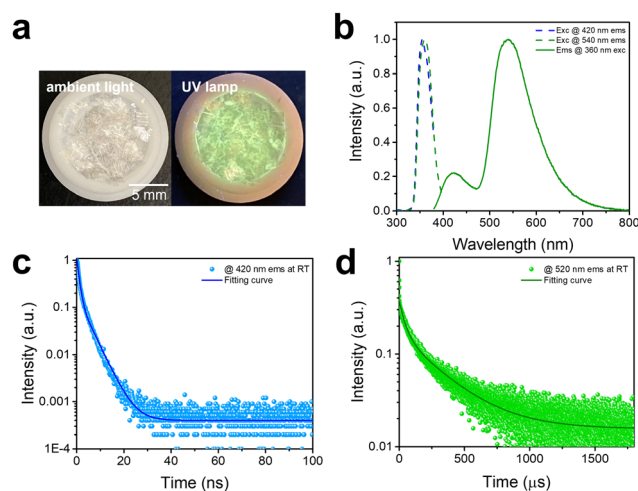 a
ambient light
UV lamp
5 mm
b
Exc @ 420 nm ems
Exc @ 540 nm ems
Ems @ 360 nm exc
Intensity (a.u.)
1.0
0.8
0.6
0.4
0.2
0.0
300 400 500 600 700 800
Wavelength (nm)
c
@ 420 nm ems at RT
Fitting curve
Intensity (a.u.)
1
0.1
0.01
0.001
1E-4
0 20 40 60 80 100
Time (ns)
d
@ 520 nm ems at RT
Fitting curve
Intensity (a.u.)
1
0.1
0.01
0 500 1000 1500
Time (μs)